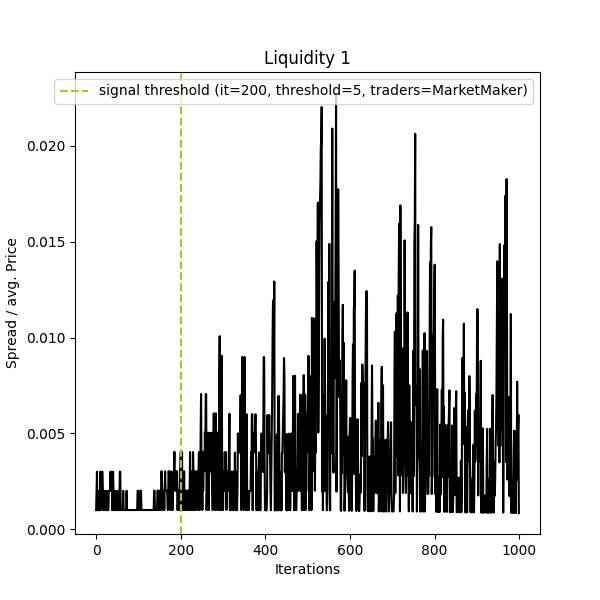 Liquidity 1
signal threshold (it=200, threshold=5, traders=MarketMaker)
Spread / avg. Price
0.020
0.015
0.010
0.005
0.000
0 200 400 600 800 1000
Iterations